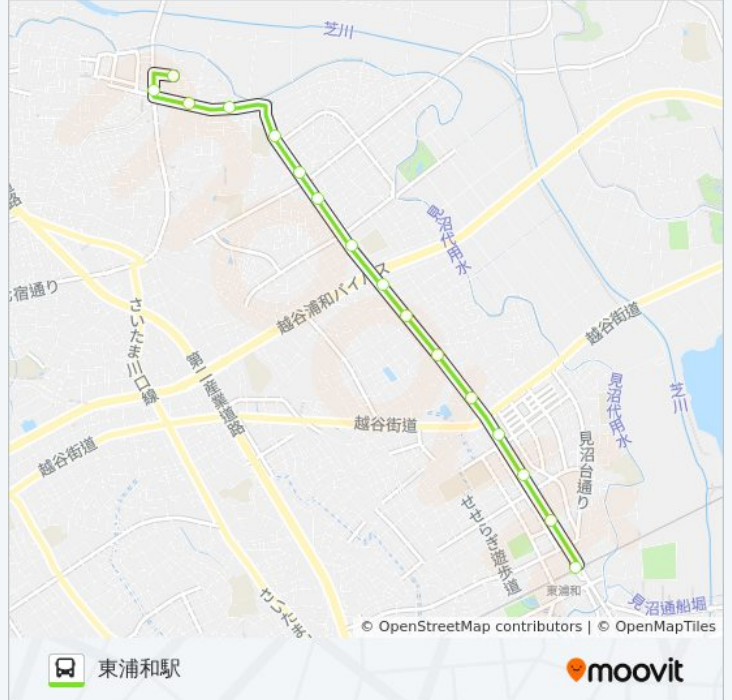 芝川
見沼代用水
越谷浦和バイパス
さいたま川口線
第二産業道路
越谷街道
越谷街道
越谷街道
見沼代用水
芝川
見沼台通り
せせらぎ遊歩道
東浦和
見沼通船堀
© OpenStreetMap contributors | © OpenMapTiles
東浦和駅
moovit